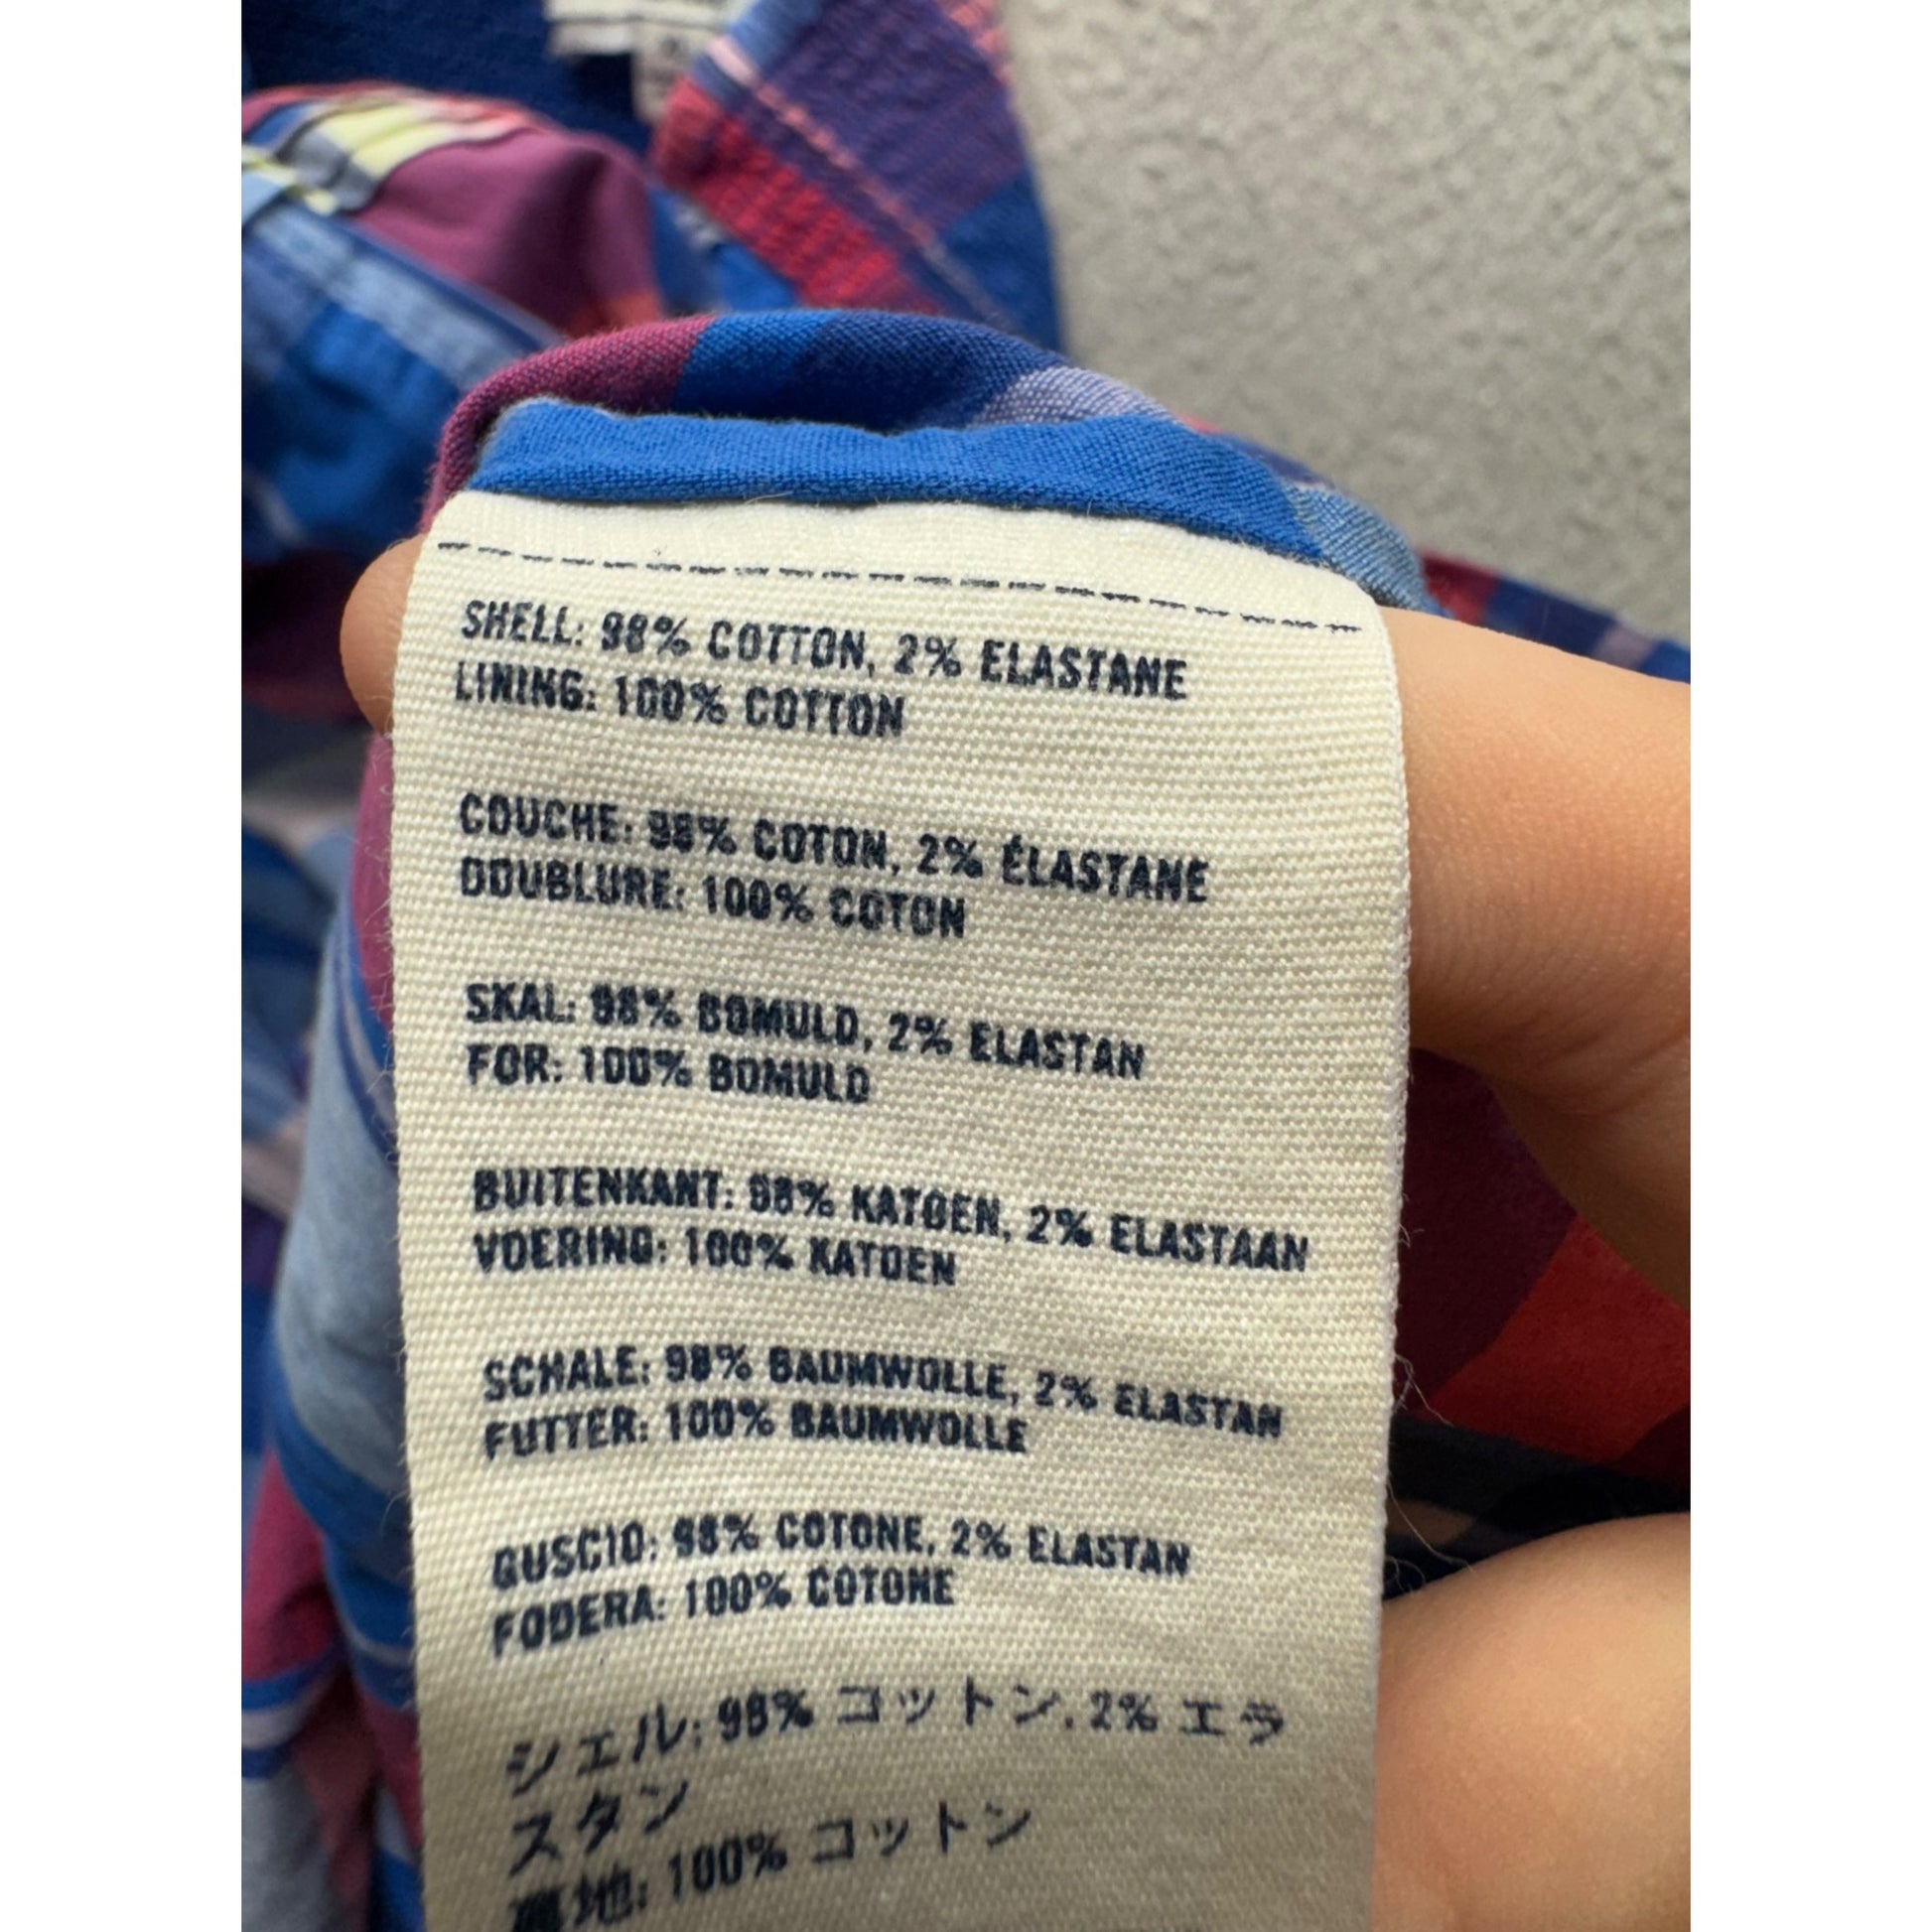 SHELL: 98% COTTON, 2% ELASTANE
LINING: 100% COTTON
COUCHE: 98% COTON, 2% ÉLASTANE
DOUBLURE: 100% COTON
SKAL: 98% BOMULD, 2% ELASTAN
FOR: 100% BOMULD
BUITENKANT: 98% KATOEN, 2% ELASTAAN
VOERING: 100% KATOEN
SCHALE: 98% BAUMWOLLE, 2% ELASTAN
FUTTER: 100% BAUMWOLLE
GUSCIO: 98% COTONE, 2% ELASTAN
FODERA: 100% COTONE
シェル: 98% コットン, 2% エラ
スタン
裏地: 100% コットン